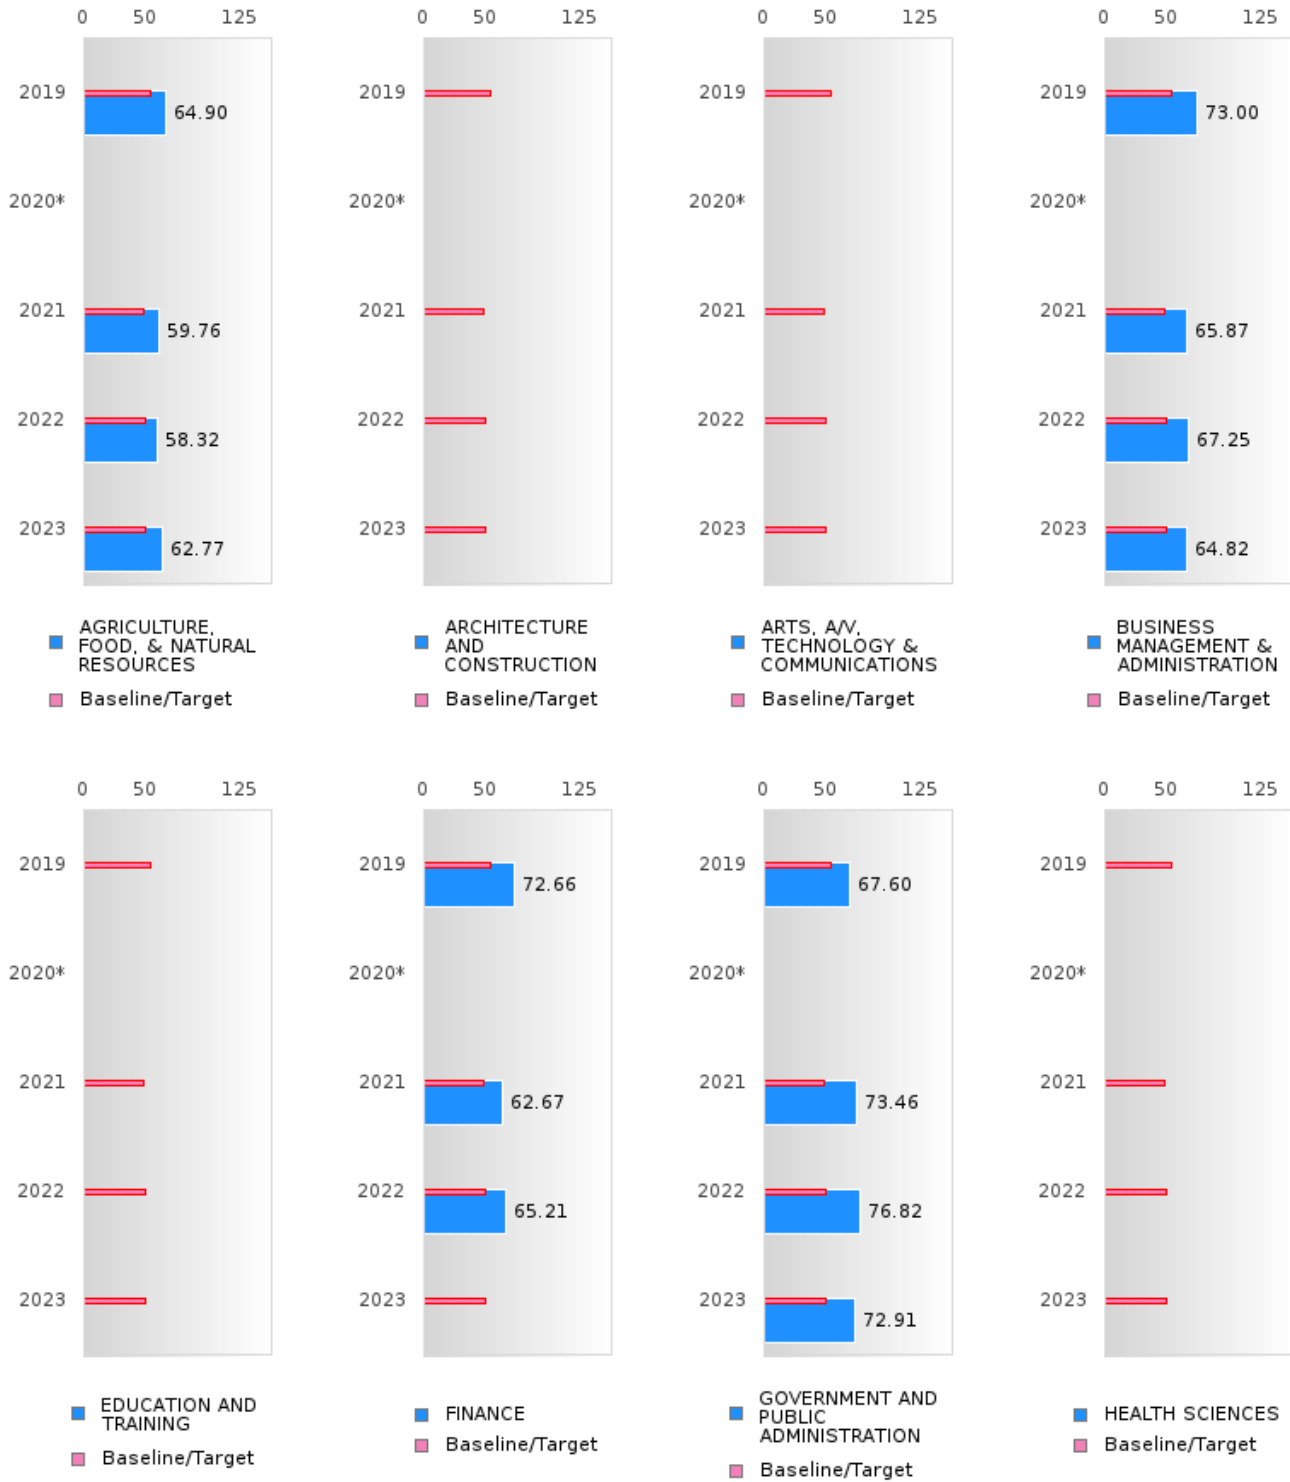 0 50 125
2019
64.90
2020*
2021
59.76
2022
58.32
2023
62.77
AGRICULTURE,
FOOD, & NATURAL
RESOURCES
Baseline/Target
0 50 125
2019
2020*
2021
2022
2023
ARCHITECTURE
AND
CONSTRUCTION
Baseline/Target
0 50 125
2019
2020*
2021
2022
2023
ARTS, A/V,
TECHNOLOGY &
COMMUNICATIONS
Baseline/Target
0 50 125
2019
73.00
2020*
2021
65.87
2022
67.25
2023
64.82
BUSINESS
MANAGEMENT &
ADMINISTRATION
Baseline/Target
0 50 125
2019
2020*
2021
2022
2023
EDUCATION AND
TRAINING
Baseline/Target
0 50 125
2019
72.66
2020*
2021
62.67
2022
65.21
2023
FINANCE
Baseline/Target
0 50 125
2019
67.60
2020*
2021
73.46
2022
76.82
2023
72.91
GOVERNMENT AND
PUBLIC
ADMINISTRATION
Baseline/Target
0 50 125
2019
2020*
2021
2022
2023
HEALTH SCIENCES
Baseline/Target